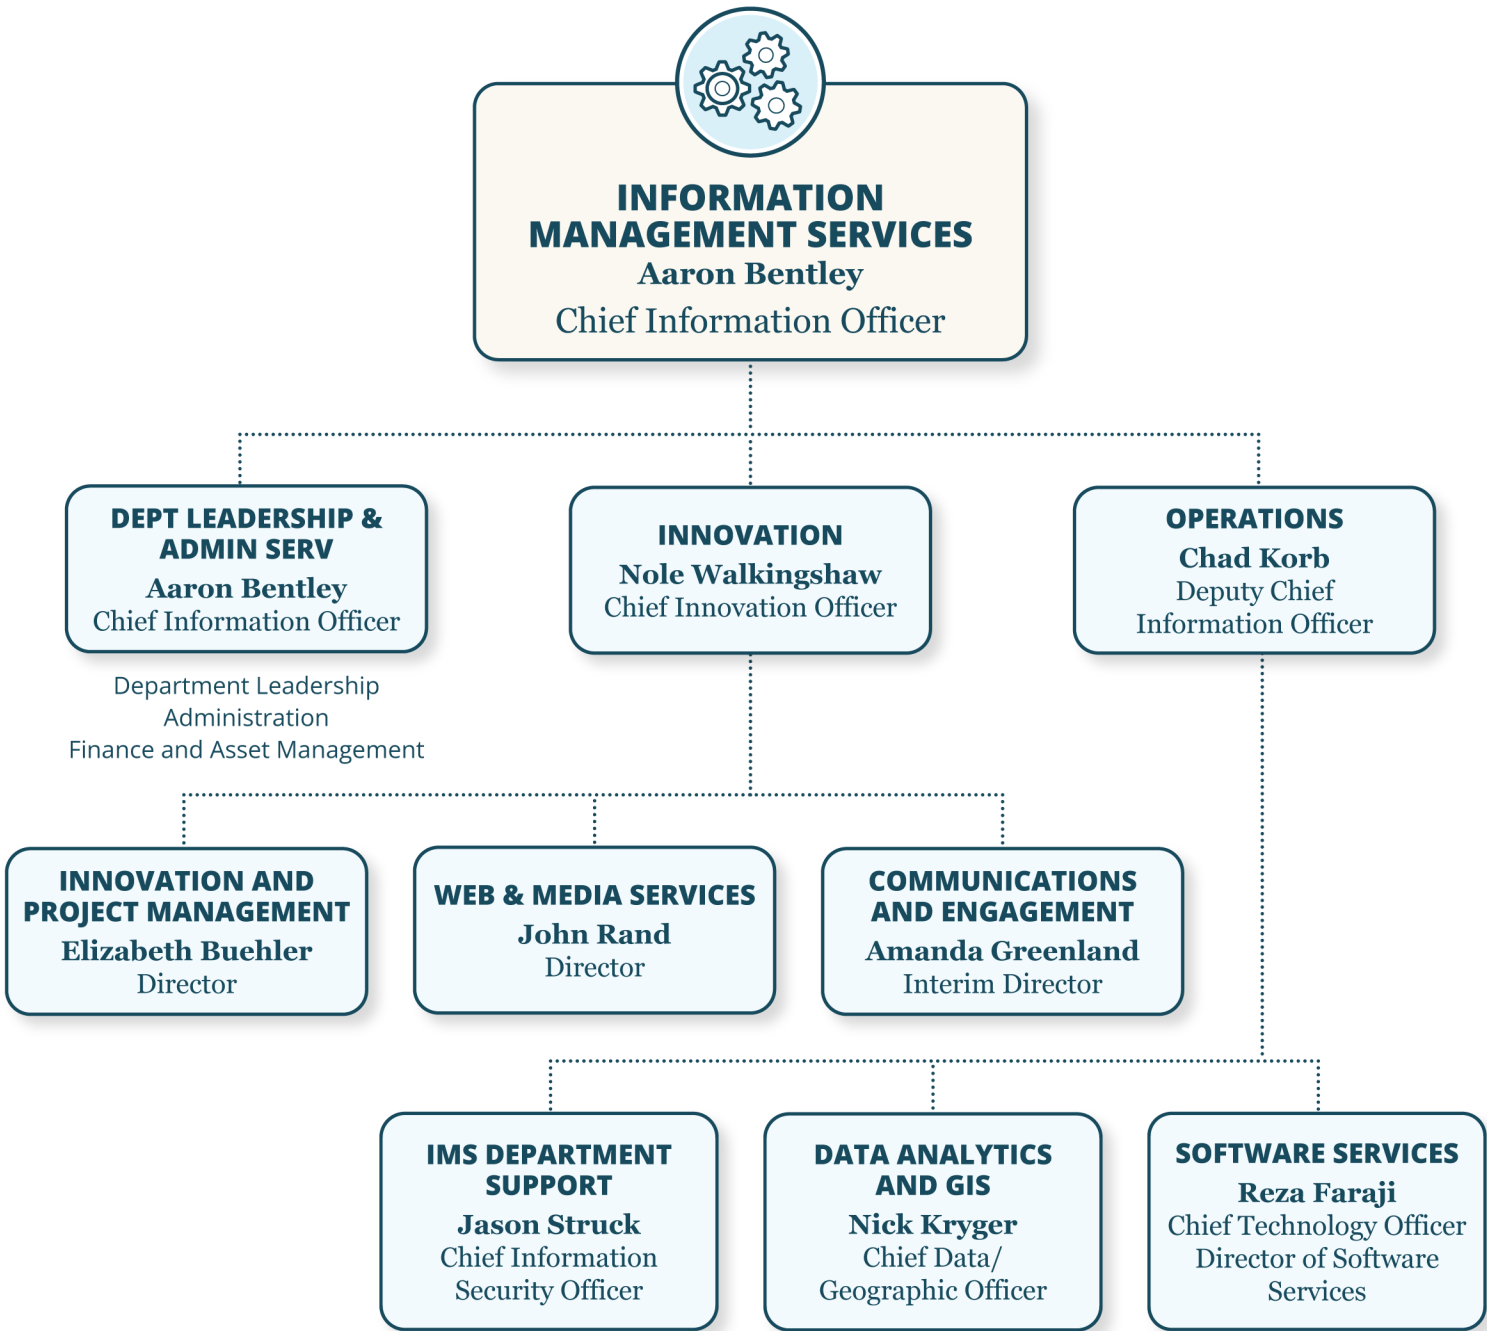 INFORMATION
MANAGEMENT SERVICES
Aaron Bentley
Chief Information Officer
DEPT LEADERSHIP &
ADMIN SERV
Aaron Bentley
Chief Information Officer
Department Leadership
Administration
Finance and Asset Management
INNOVATION
Nole Walkingshaw
Chief Innovation Officer
OPERATIONS
Chad Korb
Deputy Chief
Information Officer
INNOVATION AND
PROJECT MANAGEMENT
Elizabeth Buehler
Director
WEB & MEDIA SERVICES
John Rand
Director
COMMUNICATIONS
AND ENGAGEMENT
Amanda Greenland
Interim Director
IMS DEPARTMENT
SUPPORT
Jason Struck
Chief Information
Security Officer
DATA ANALYTICS
AND GIS
Nick Kryger
Chief Data/
Geographic Officer
SOFTWARE SERVICES
Reza Faraji
Chief Technology Officer
Director of Software
Services